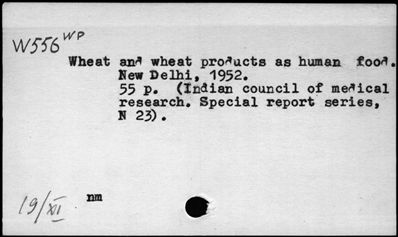 W556 WP
Wheat and wheat products as human food.
New Delhi, 1952.
55 p. (Indian council of medical
research. Special report series,
N 23).
19/XI nm